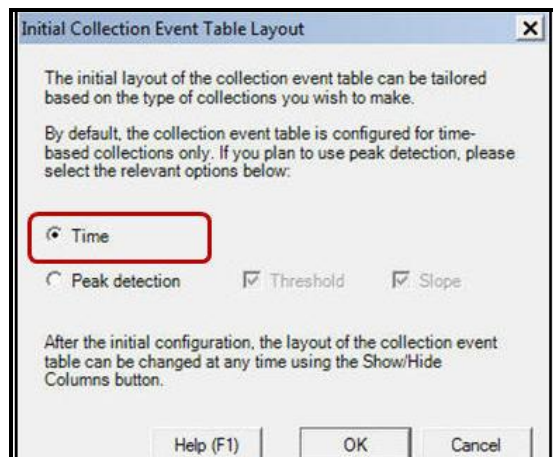 Initial Collection Event Table Layout
The initial layout of the collection event table can be tailored
based on the type of collections you wish to make.
By default, the collection event table is configured for time-
based collections only. If you plan to use peak detection, please
select the relevant options below:
Time
Peak detection Threshold Slope
After the initial configuration, the layout of the collection event
table can be changed at any time using the Show/Hide
Columns button.
Help (F1) OK Cancel